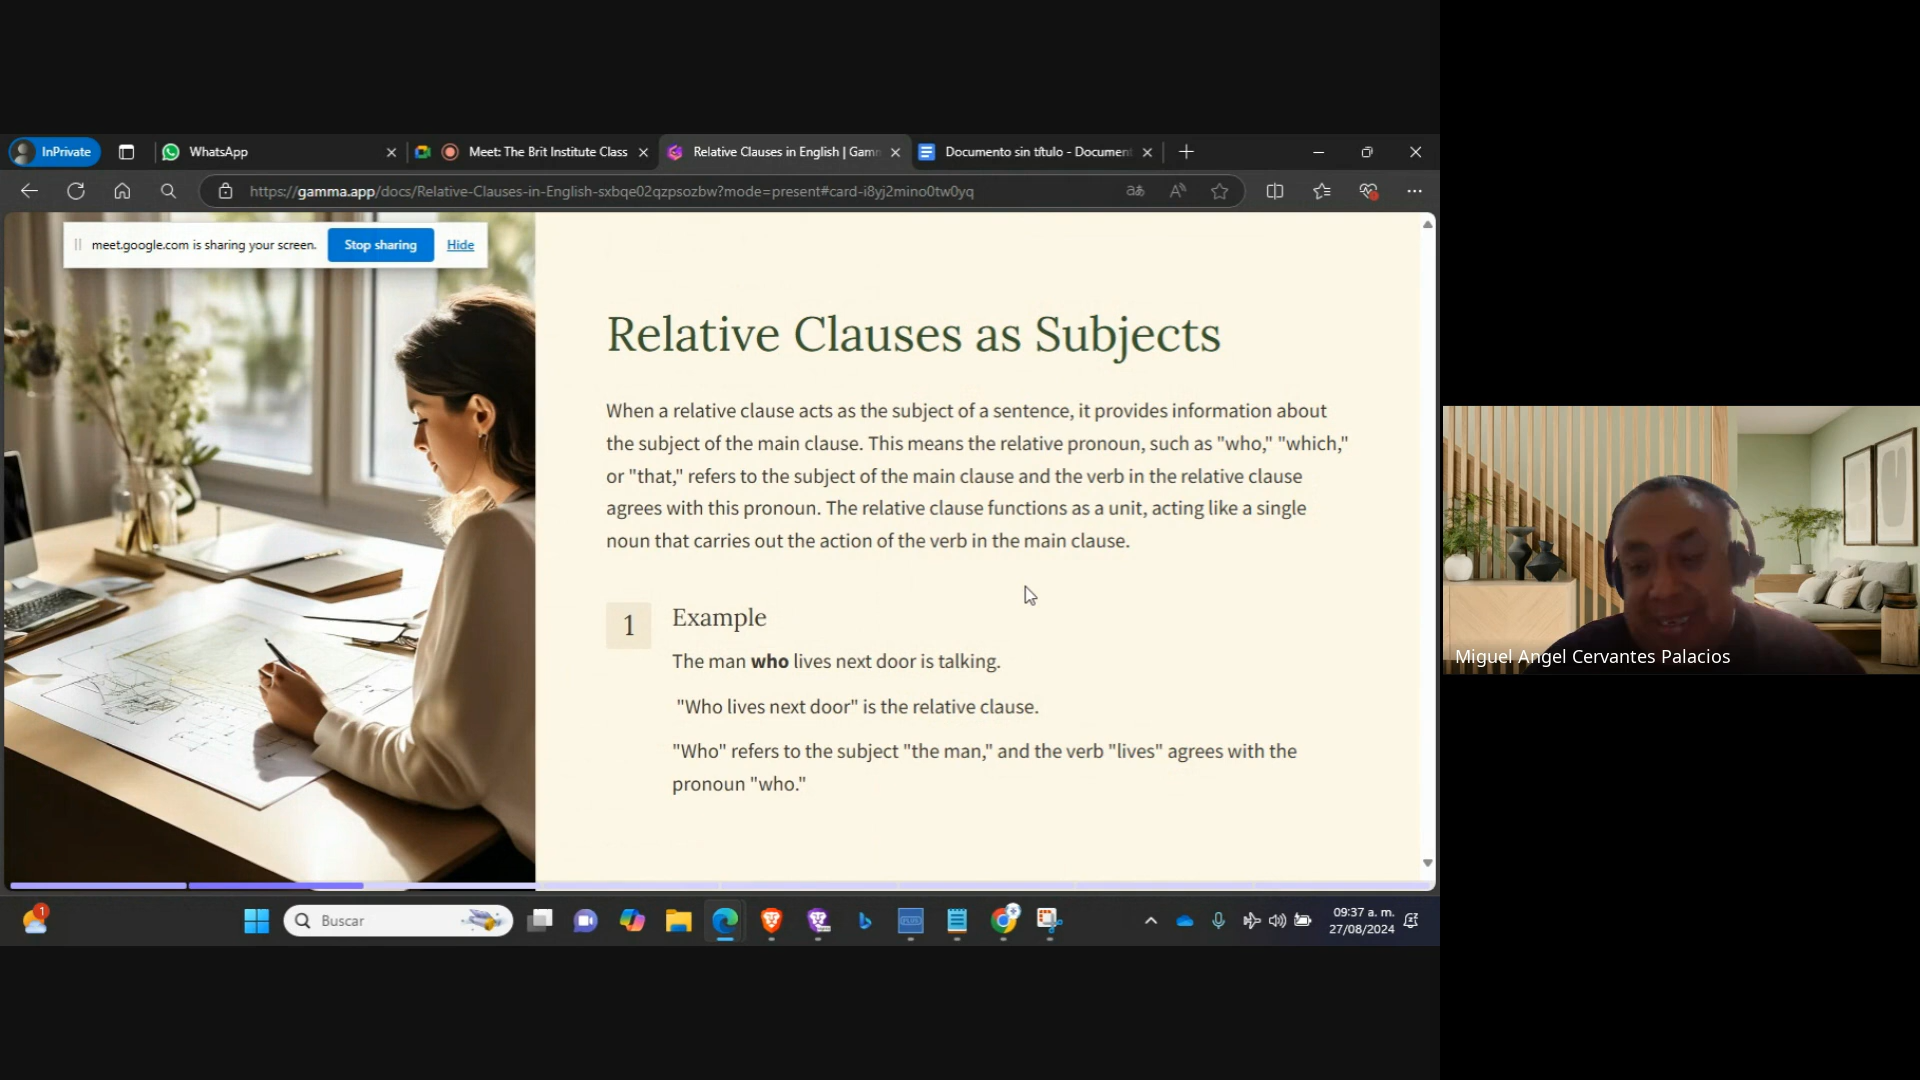 InPrivate
WhatsApp
Meet: The Brit Institute Class
Relative Clauses in English | Gam
Documento sin título - Document
https://gamma.app/docs/Relative-Clauses-in-English-sxbqe02qzpsozbw?mode=present#card-i8yj2mino0tw0yq
meet.google.com is sharing your screen.
Stop sharing
Hide
Relative Clauses as Subjects
When a relative clause acts as the subject of a sentence, it provides information about
the subject of the main clause. This means the relative pronoun, such as "who," "which,"
or "that," refers to the subject of the main clause and the verb in the relative clause
agrees with this pronoun. The relative clause functions as a unit, acting like a single
noun that carries out the action of the verb in the main clause.
1
Example
The man who lives next door is talking.
"Who lives next door" is the relative clause.
"Who" refers to the subject "the man," and the verb "lives" agrees with the
pronoun "who."
Miguel Angel Cervantes Palacios
1
Buscar
09:37 a. m.
27/08/2024